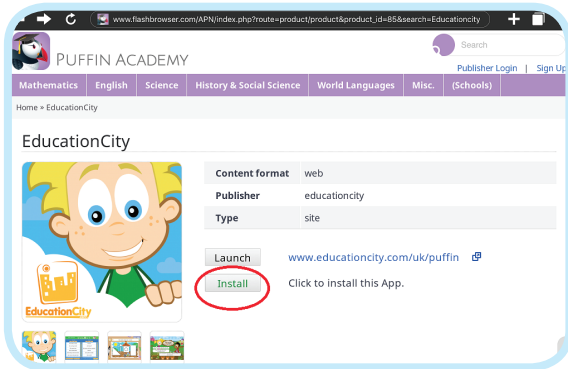 www.flashbrowser.com/APN/index.php?route=product/product&product_id=85&search=Educationcity
PUFFIN ACADEMY
Search
Publisher Login | Sign Up
Mathematics English Science History & Social Science World Languages Misc. (Schools)
Home » EducationCity
EducationCity
Content format web
Publisher educationcity
Type site
Launch www.educationcity.com/uk/puffin
Install Click to install this App.
EducationCity